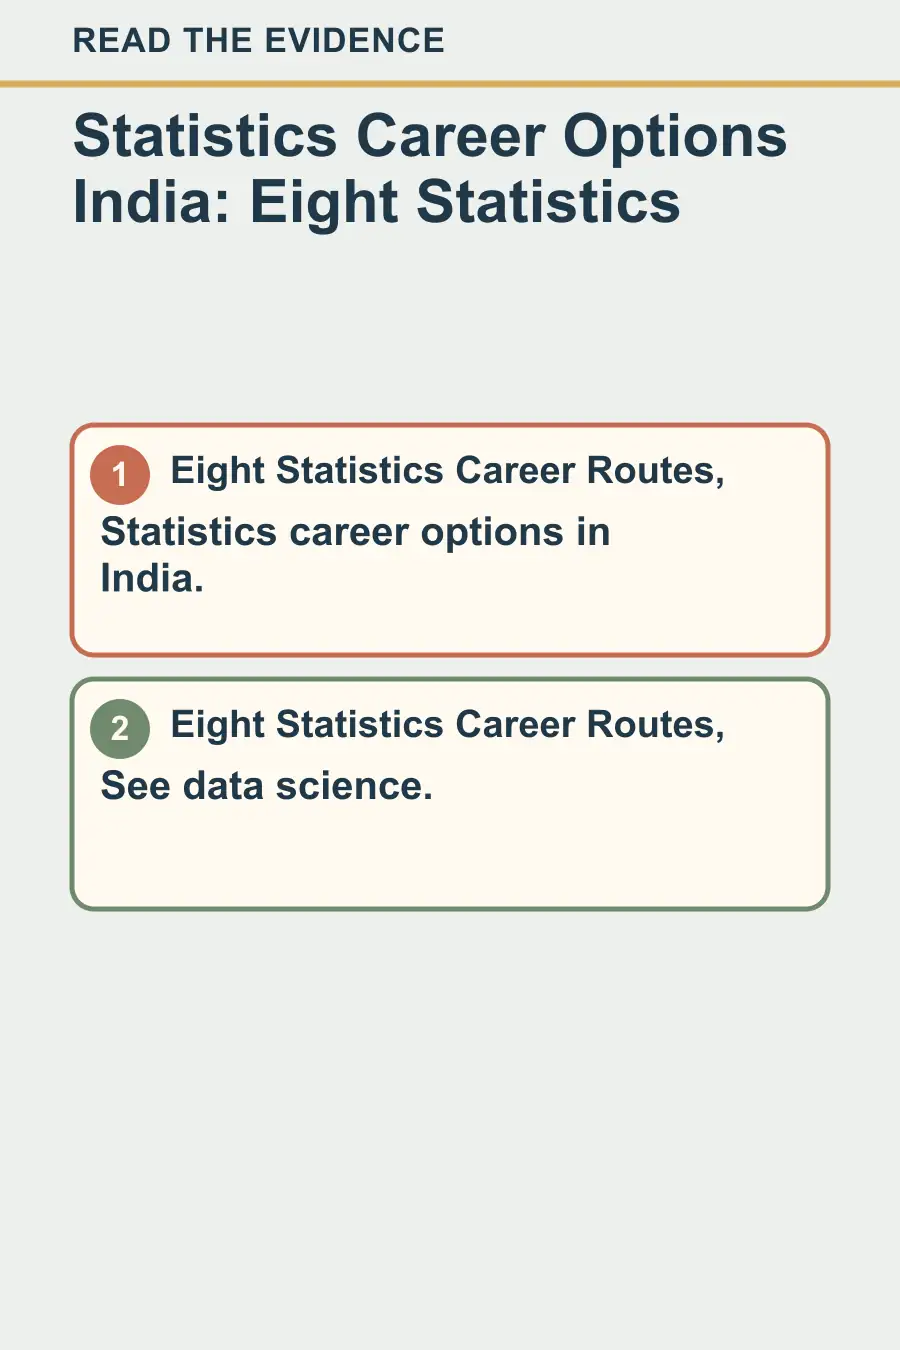 READ THE EVIDENCE
Statistics Career Options
India: Eight Statistics
1 Eight Statistics Career Routes,
Statistics career options in
India.
2 Eight Statistics Career Routes,
See data science.